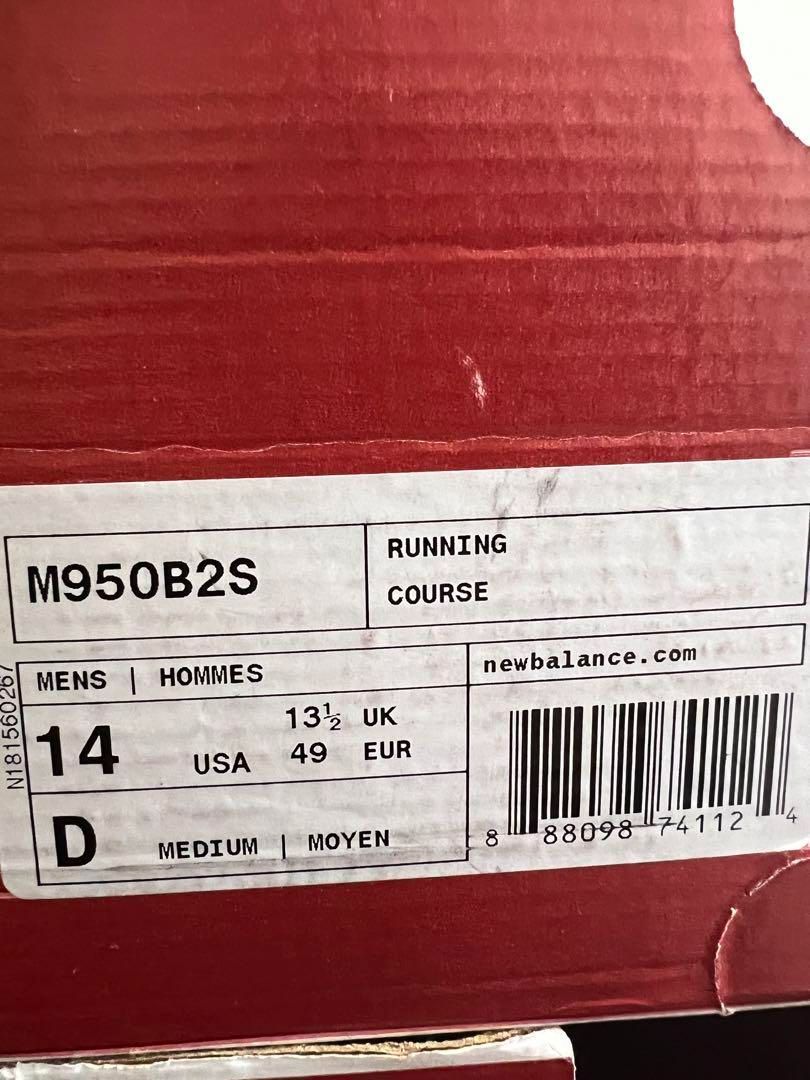 M950B2S
RUNNING
COURSE
MENS | HOMMES
newbalance.com
14 USA
13½ UK
49 EUR
D MEDIUM | MOYEN
8 88098 74112 4
N181560267